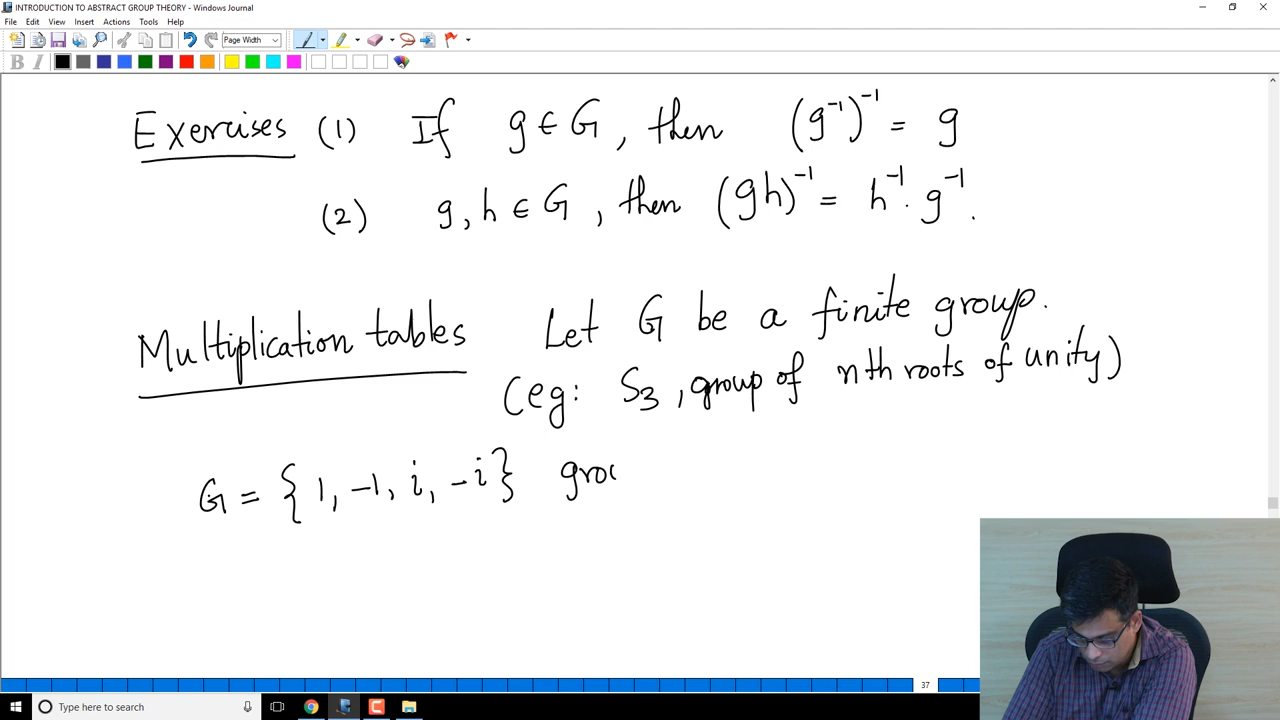 INTRODUCTION TO ABSTRACT GROUP THEORY - Windows Journal
File Edit View Insert Actions Tools Help
Page Width
B I
Exercises (1) If g ∈ G, then (g⁻¹)⁻¹ = g
(2) g, h ∈ G, then (gh)⁻¹ = h⁻¹ · g⁻¹.
Multiplication tables Let G be a finite group.
(eg: S₃, group of nth roots of unity)
G = {1, -1, i, -i} grou
37
Type here to search